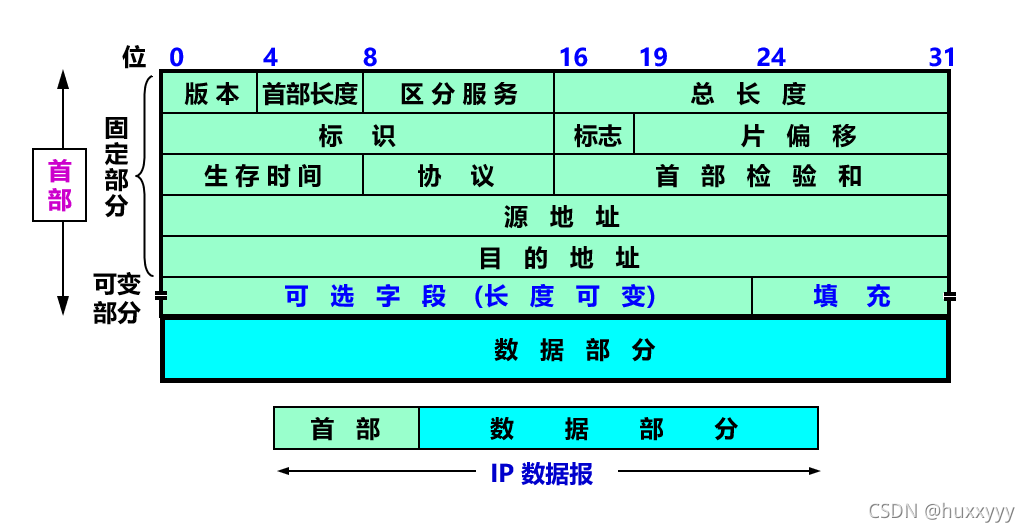 位 0 4 8 16 19 24 31
版本 首部长度 区分服务 总长度
标识 标志 片偏移
生存时间 协议 首部检验和
源地址
目的地址
可选字段 (长度可变) 填充
数据部分
首部
固定部分
可变
部分
首部 数据部分
IP 数据报
CSDN @huxxyyy